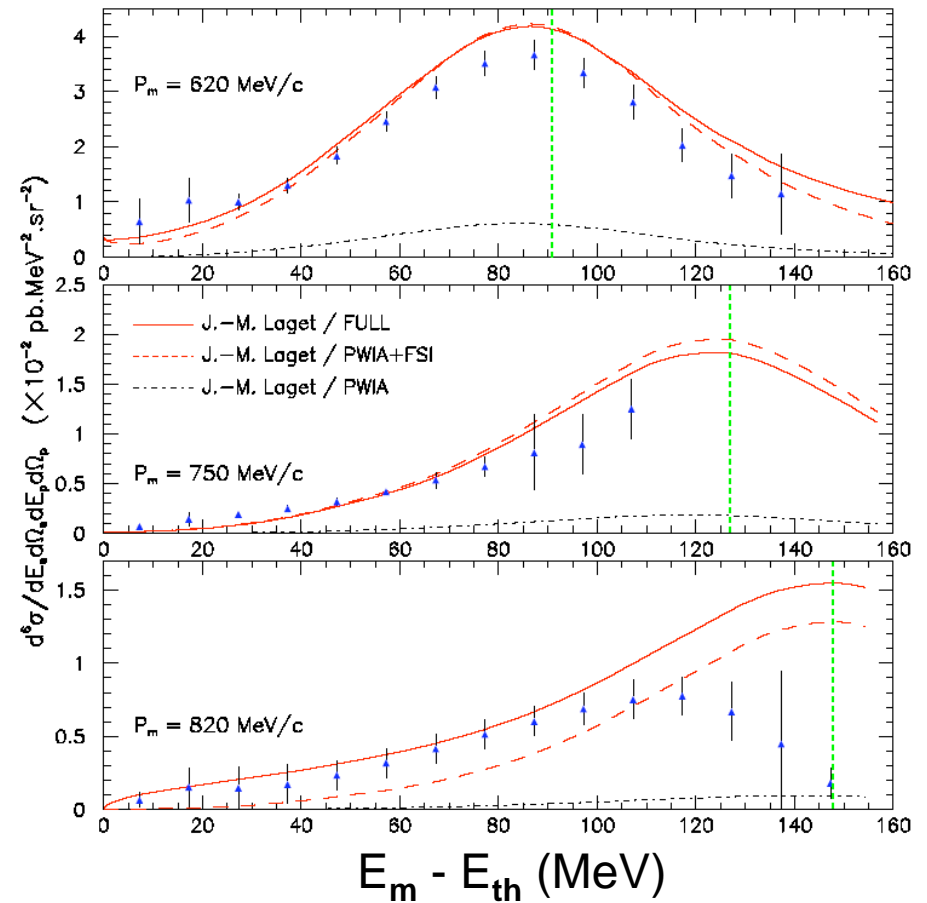 4
3
2
1
0
P_m = 620 MeV/c
0 20 40 60 80 100 120 140 160
2.5
2
1.5
1
0.5
0
J.-M. Laget / FULL
J.-M. Laget / PWIA+FSI
J.-M. Laget / PWIA
P_m = 750 MeV/c
0 20 40 60 80 100 120 140 160
1.5
1
0.5
0
P_m = 820 MeV/c
0 20 40 60 80 100 120 140 160
d⁶σ/dE_e dΩ_e dE_p dΩ_p (×10⁻² pb.MeV⁻².sr⁻²)
E_m - E_th (MeV)